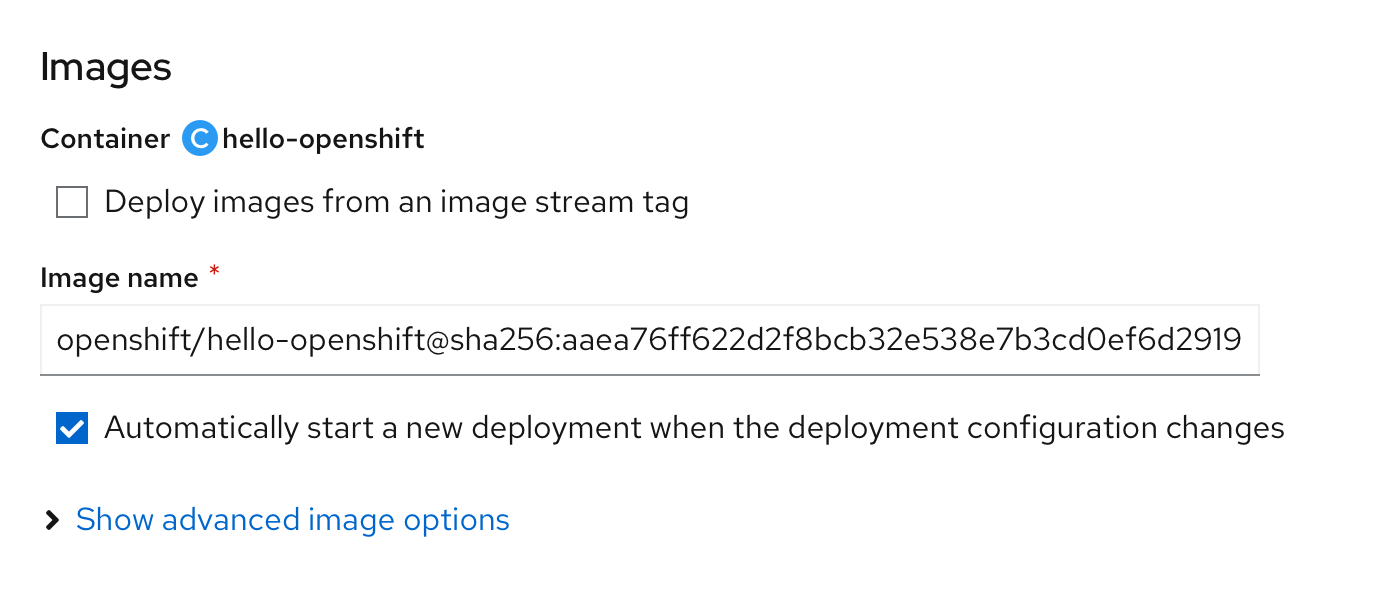 Images
Container C hello-openshift
Deploy images from an image stream tag
Image name *
openshift/hello-openshift@sha256:aaea76ff622d2f8bcb32e538e7b3cd0ef6d2919
Automatically start a new deployment when the deployment configuration changes
Show advanced image options